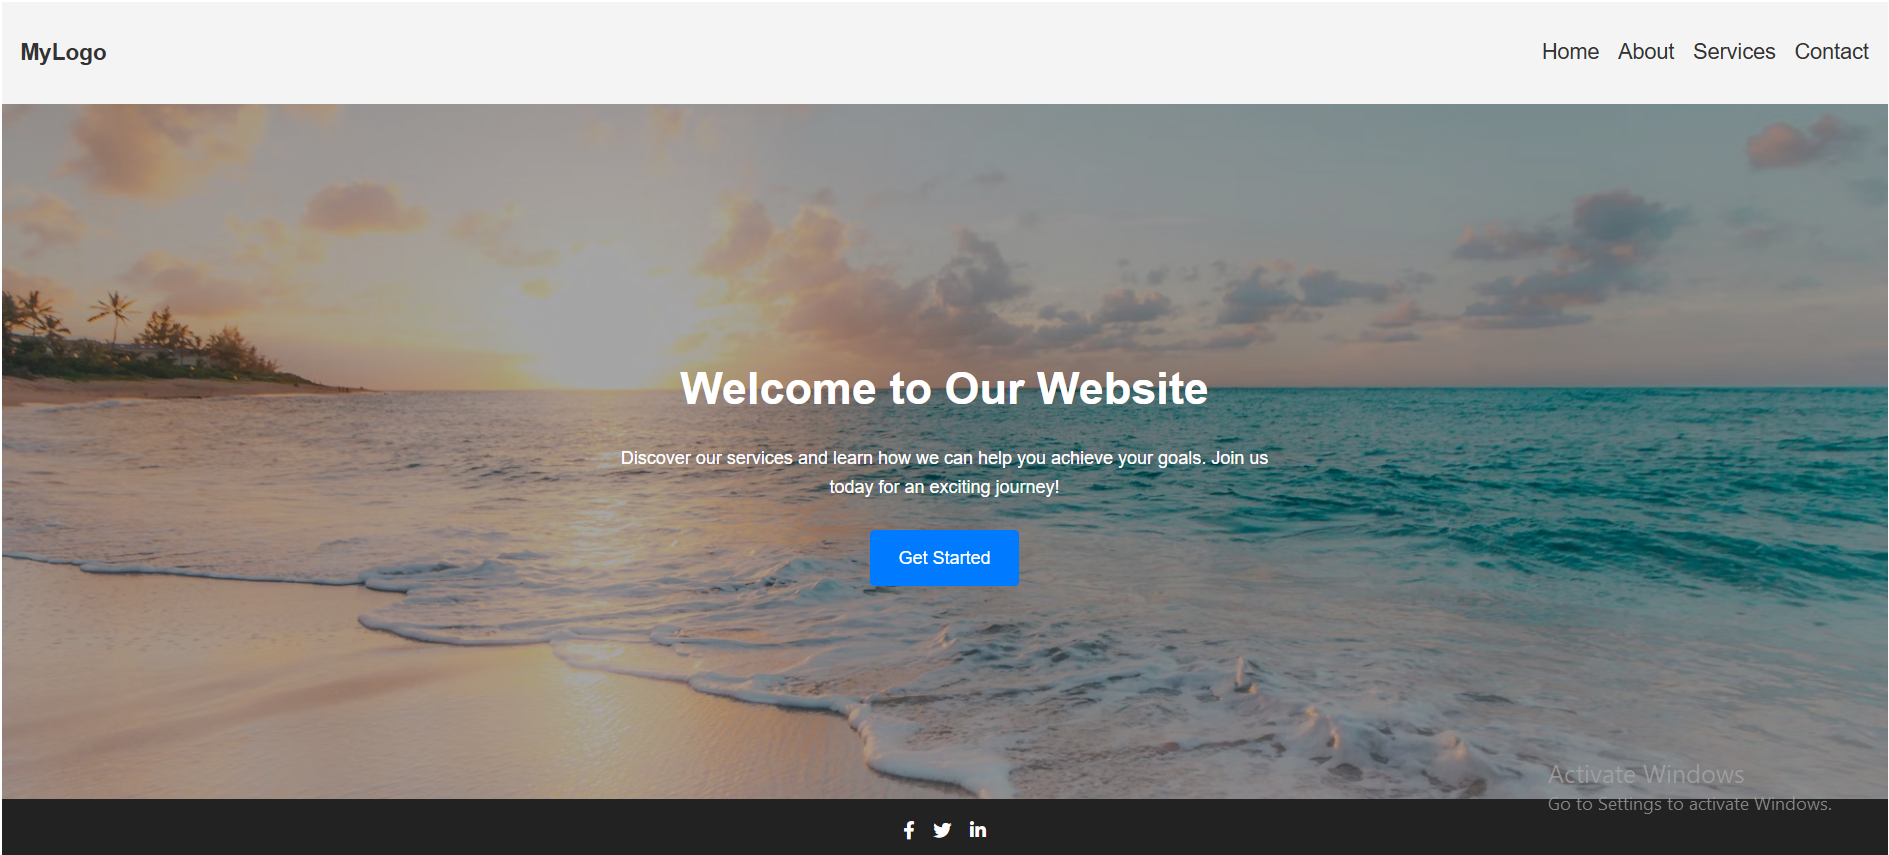 MyLogo
Home About Services Contact
Welcome to Our Website
Discover our services and learn how we can help you achieve your goals. Join us
today for an exciting journey!
Get Started
Activate Windows
Go to Settings to activate Windows.